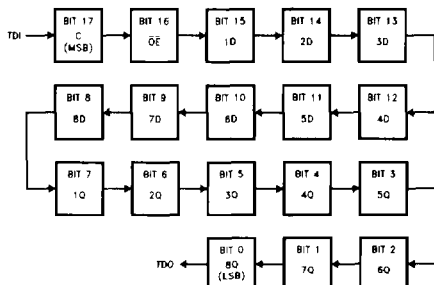 BIT 17 BIT 16 BIT 15 BIT 14 BIT 13
TDI C OE 1D 2D 3D
(MSB)
BIT 8 BIT 9 BIT 10 BIT 11 BIT 12
8D 7D 6D 5D 4D
BIT 7 BIT 6 BIT 5 BIT 4 BIT 3
1Q 2Q 3Q 4Q 5Q
BIT 0 BIT 1 BIT 2
TDO 8Q 7Q 6Q
(LSB)